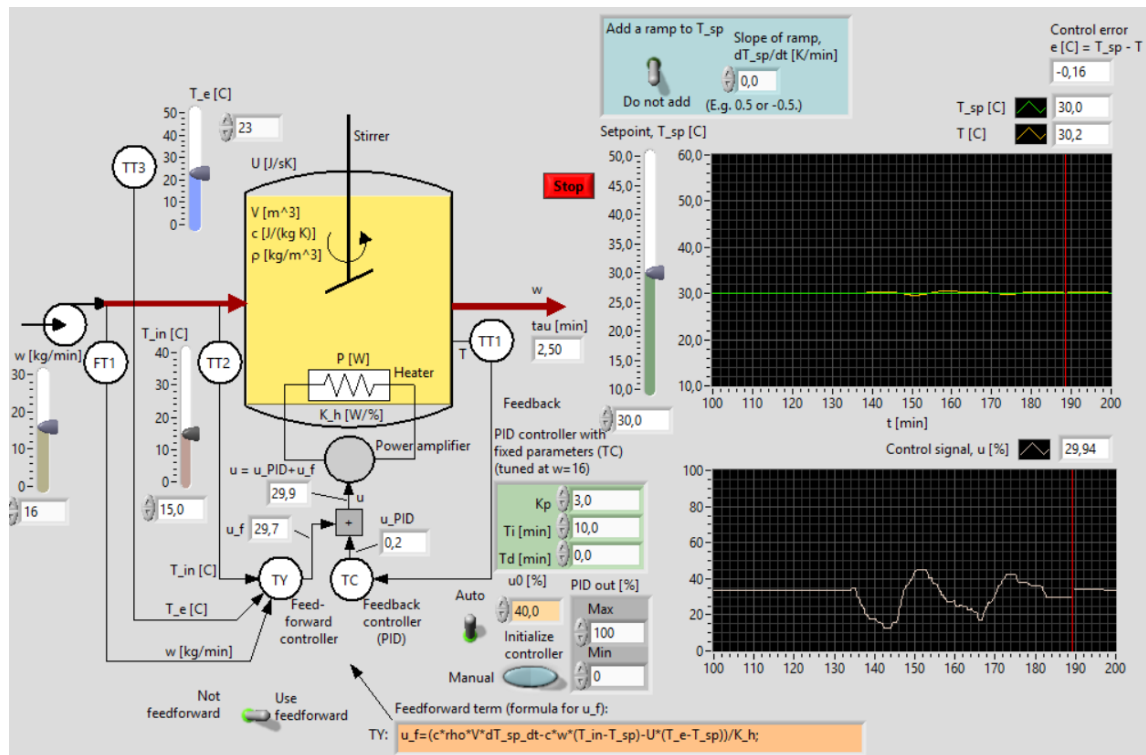 Add a ramp to T_sp
Slope of ramp,
dT_sp/dt [K/min]
0,0
Do not add
(E.g. 0.5 or -0.5.)
Control error
e [C] = T_sp - T
-0,16
T_sp [C]
30,0
T [C]
30,2
T_e [C]
50
40
30
20
10
0
23
TT3
Stirrer
U [J/sK]
V [m^3]
c [J/(kg K)]
ρ [kg/m^3]
Stop
Setpoint, T_sp [C]
50,0
45,0
40,0
35,0
30,0
25,0
20,0
15,0
10,0
30,0
60,0
50,0
40,0
30,0
20,0
10,0
100 110 120 130 140 150 160 170 180 190 200
t [min]
w
tau [min]
2,50
T
TT1
w [kg/min]
30
20
10
0
16
FT1
T_in [C]
40
30
20
10
0
15,0
TT2
P [W]
Heater
K_h [W/%]
Power amplifier
Feedback
PID controller with
fixed parameters (TC)
(tuned at w=16)
Kp
3,0
Ti [min]
10,0
Td [min]
0,0
Control signal, u [%]
29,94
100
80
60
40
20
0
100 110 120 130 140 150 160 170 180 190 200
u = u_PID+u_f
29,9
u
u_f
29,7
+
u_PID
0,2
T_in [C]
TY
TC
T_e [C]
Feed-
forward
controller
Feedback
controller
(PID)
w [kg/min]
u0 [%]
40,0
Auto
Initialize
controller
Manual
PID out [%]
Max
100
Min
0
Not
feedforward
Use
feedforward
Feedforward term (formula for u_f):
TY:
u_f=(c*rho*V*dT_sp_dt-c*w*(T_in-T_sp)-U*(T_e-T_sp))/K_h;